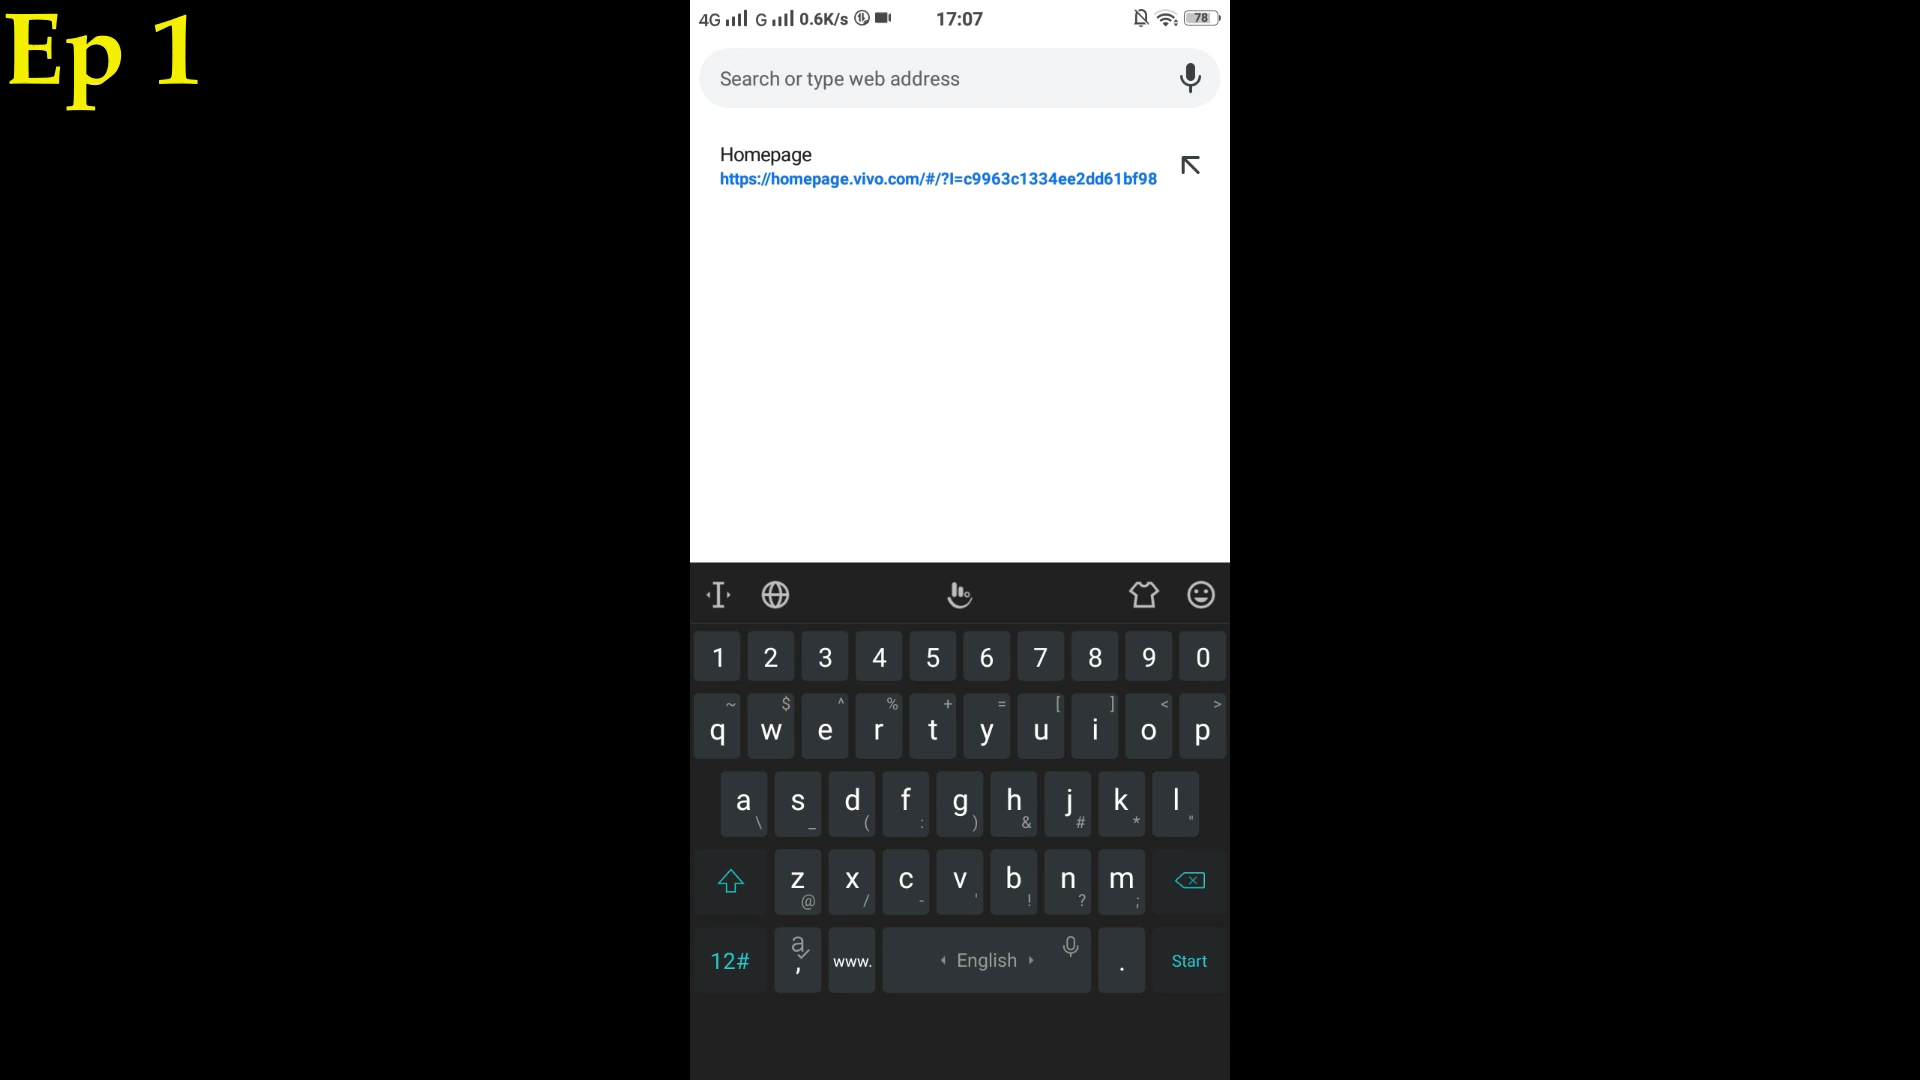 Ep 1
4G G 0.6K/s 17:07 78
Search or type web address
Homepage
https://homepage.vivo.com/#/?l=c9963c1334ee2dd61bf98
1 2 3 4 5 6 7 8 9 0
~ $ ^ % + = [ ] < >
q w e r t y u i o p
a s d f g h j k l
\ _ ( : ) & # * "
z x c v b n m
@ / - ' ! ? ;
12# a , www. English . Start